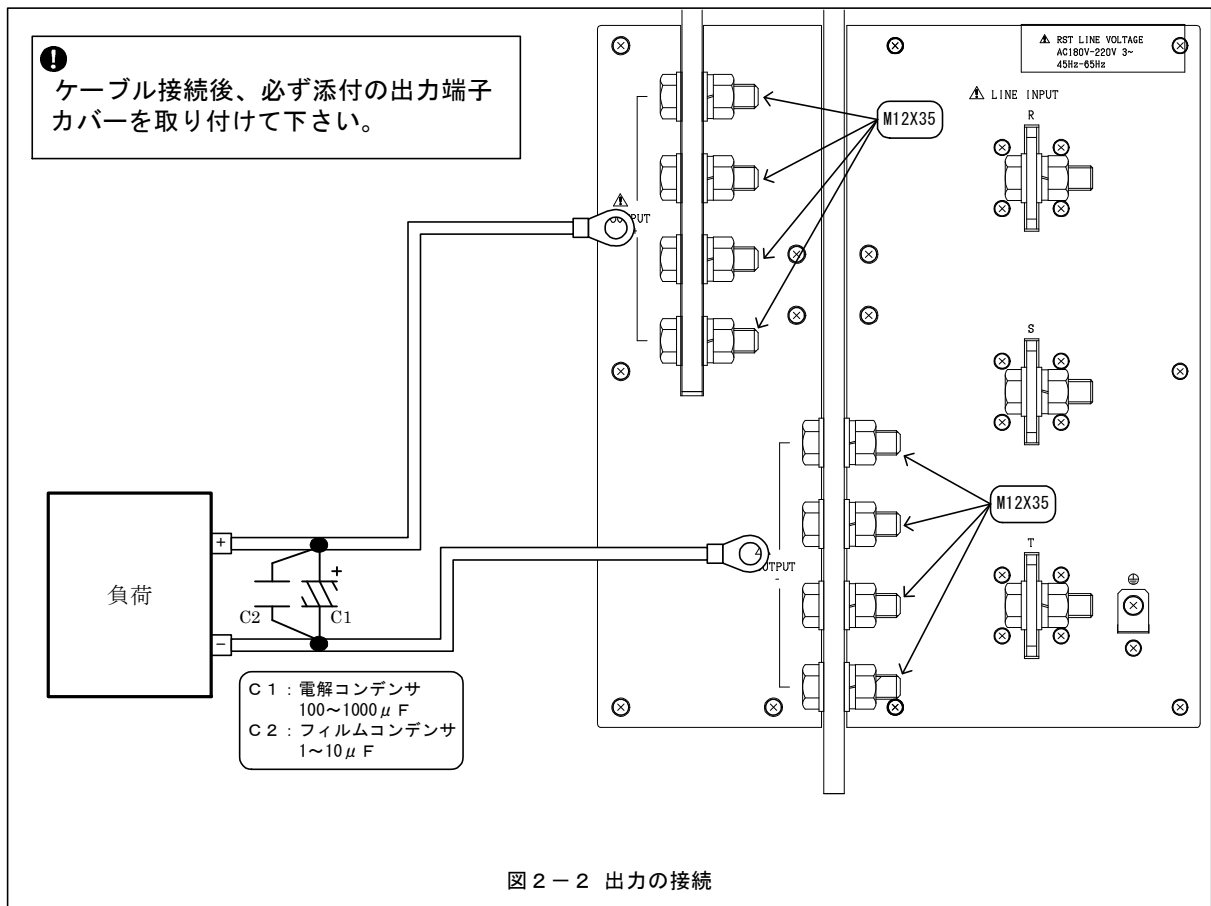 ケーブル接続後、必ず添付の出力端子
カバーを取り付けて下さい。
RST LINE VOLTAGE
AC180V-220V 3~
45Hz-65Hz
LINE INPUT
R
M12X35
S
M12X35
T
+
負荷
−
+
C2
C1
-
C1：電解コンデンサ
100～1000μF
C2：フィルムコンデンサ
1～10μF
図2－2 出力の接続